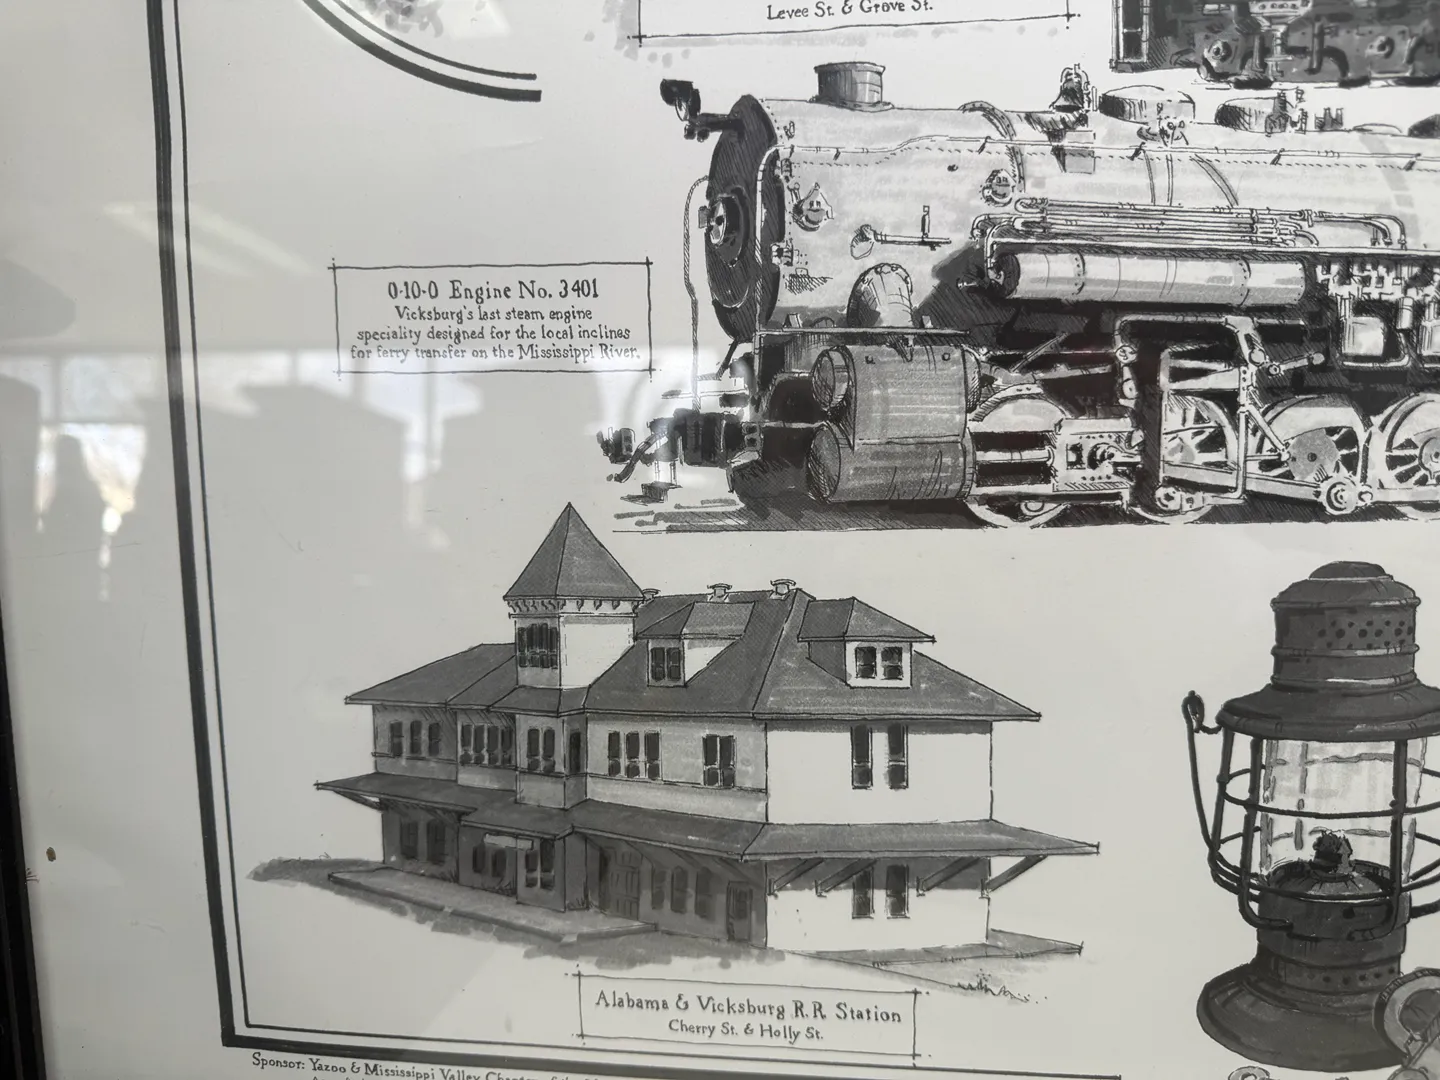 Levee St. & Grove St.
0-10-0 Engine No. 3401
Vicksburg's last steam engine
speciality designed for the local inclines
for ferry transfer on the Mississippi River.
Alabama & Vicksburg R.R. Station
Cherry St. & Holly St.
Sponsor: Yazoo & Mississippi Valley